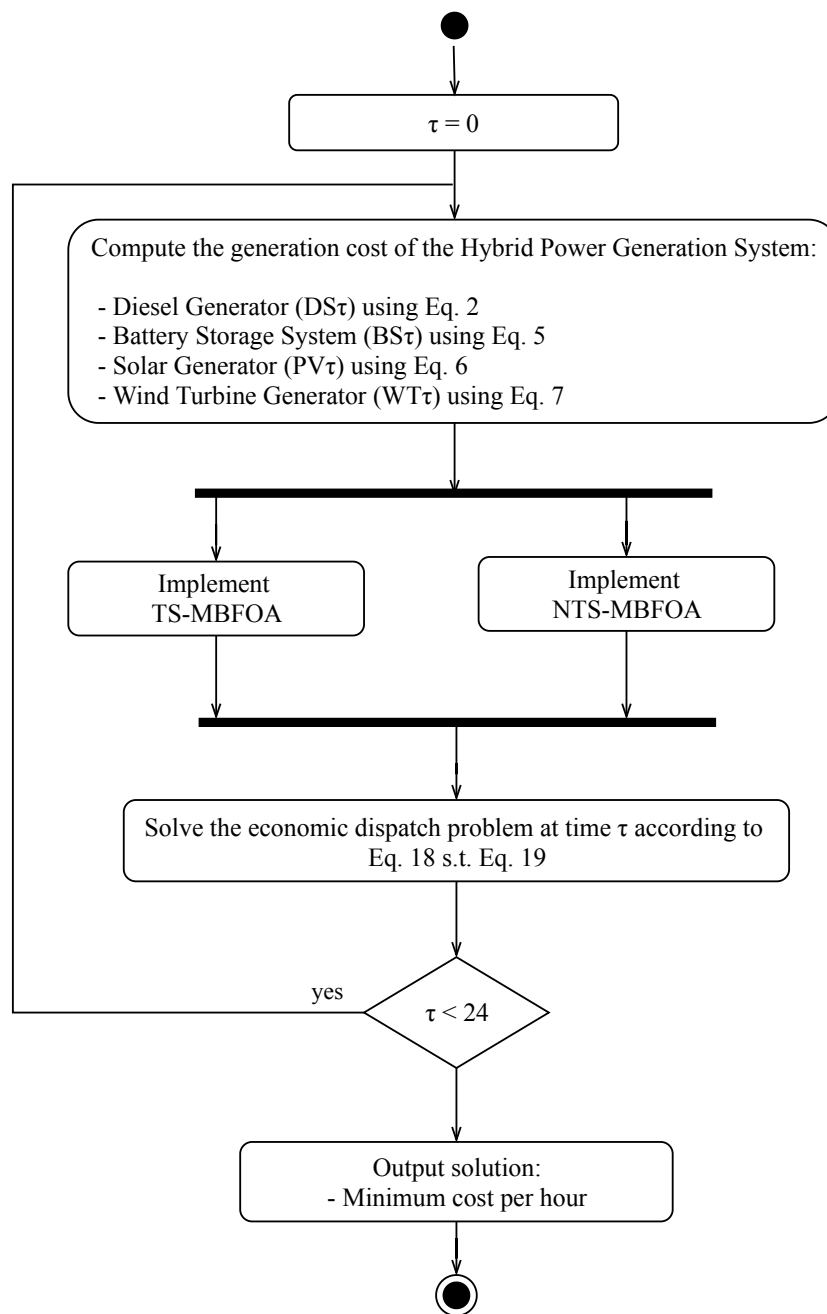 τ = 0
Compute the generation cost of the Hybrid Power Generation System:
- Diesel Generator (DSτ) using Eq. 2
- Battery Storage System (BSτ) using Eq. 5
- Solar Generator (PVτ) using Eq. 6
- Wind Turbine Generator (WTτ) using Eq. 7
Implement
TS-MBFOA
Implement
NTS-MBFOA
Solve the economic dispatch problem at time τ according to
Eq. 18 s.t. Eq. 19
yes
τ < 24
Output solution:
- Minimum cost per hour